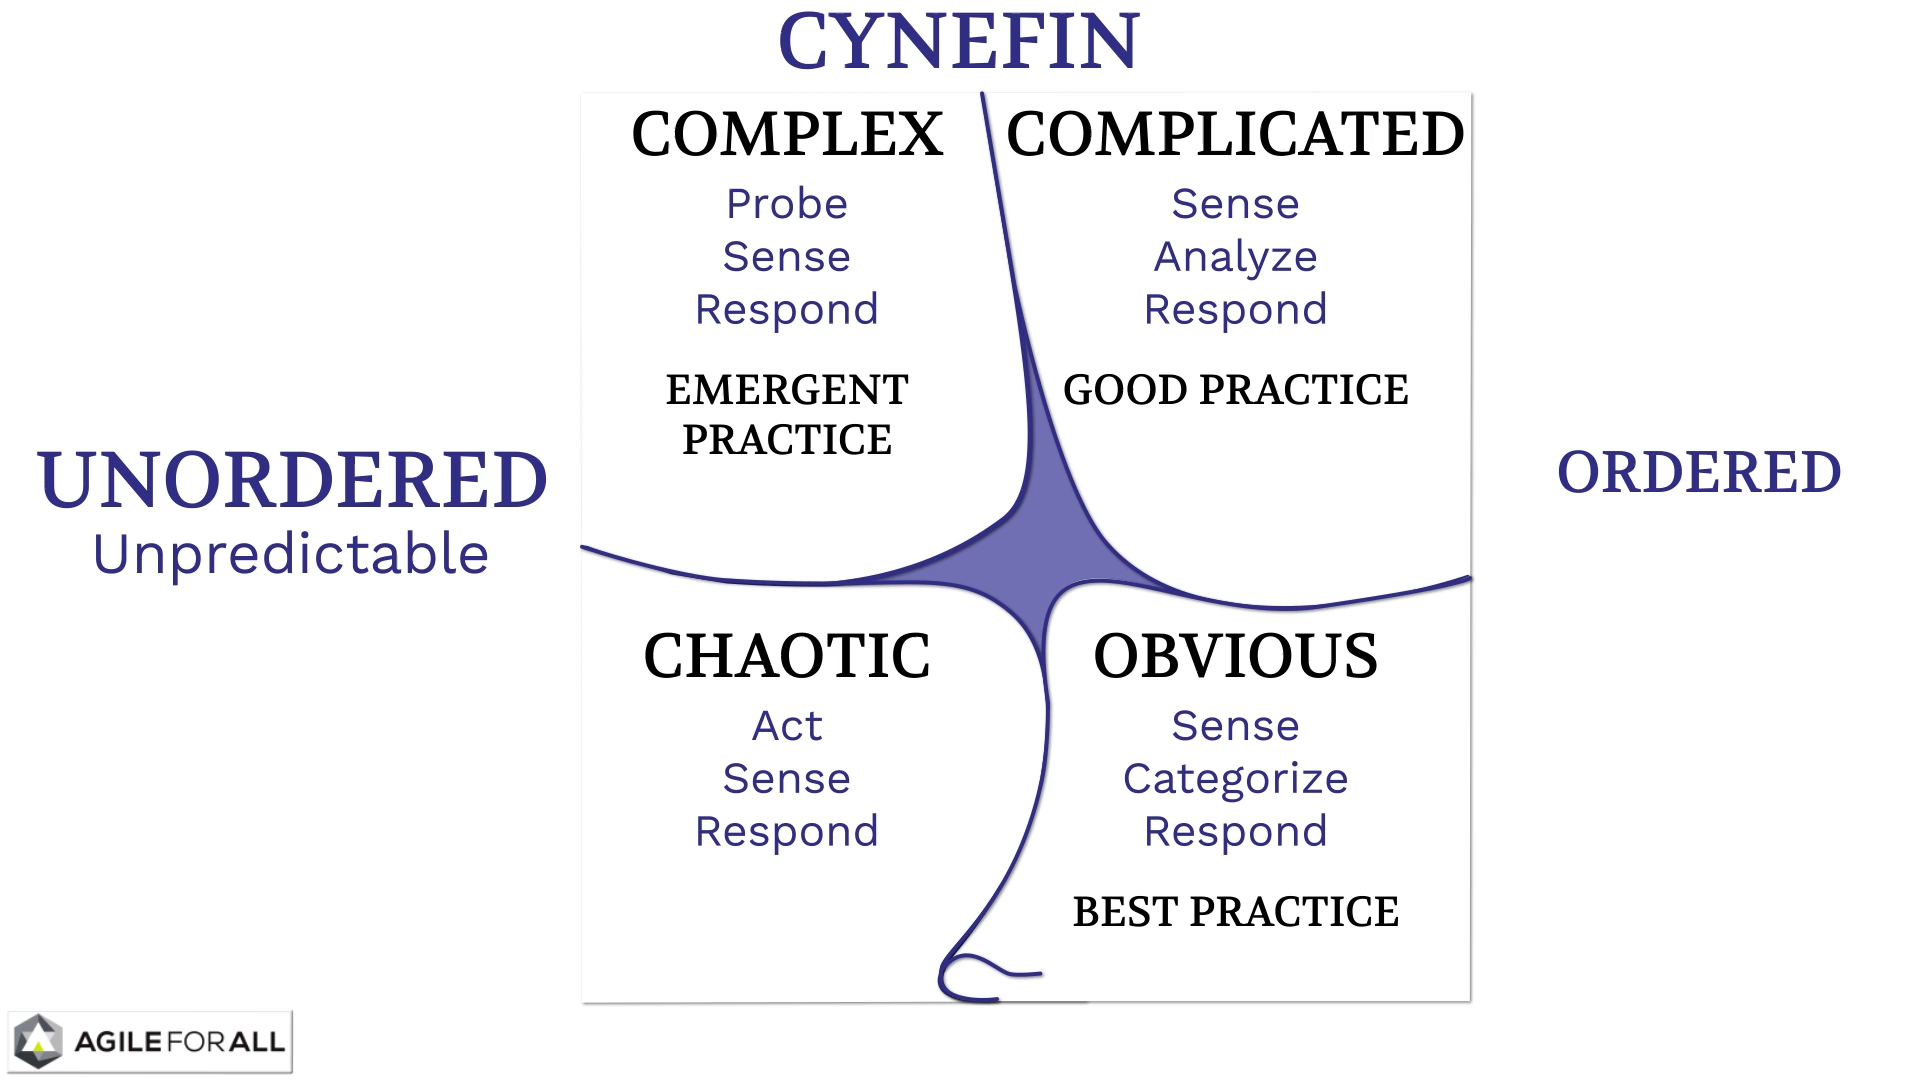 CYNEFIN
COMPLEX
Probe
Sense
Respond
EMERGENT
PRACTICE
COMPLICATED
Sense
Analyze
Respond
GOOD PRACTICE
UNORDERED
Unpredictable
ORDERED
CHAOTIC
Act
Sense
Respond
OBVIOUS
Sense
Categorize
Respond
BEST PRACTICE
AGILEFORALL